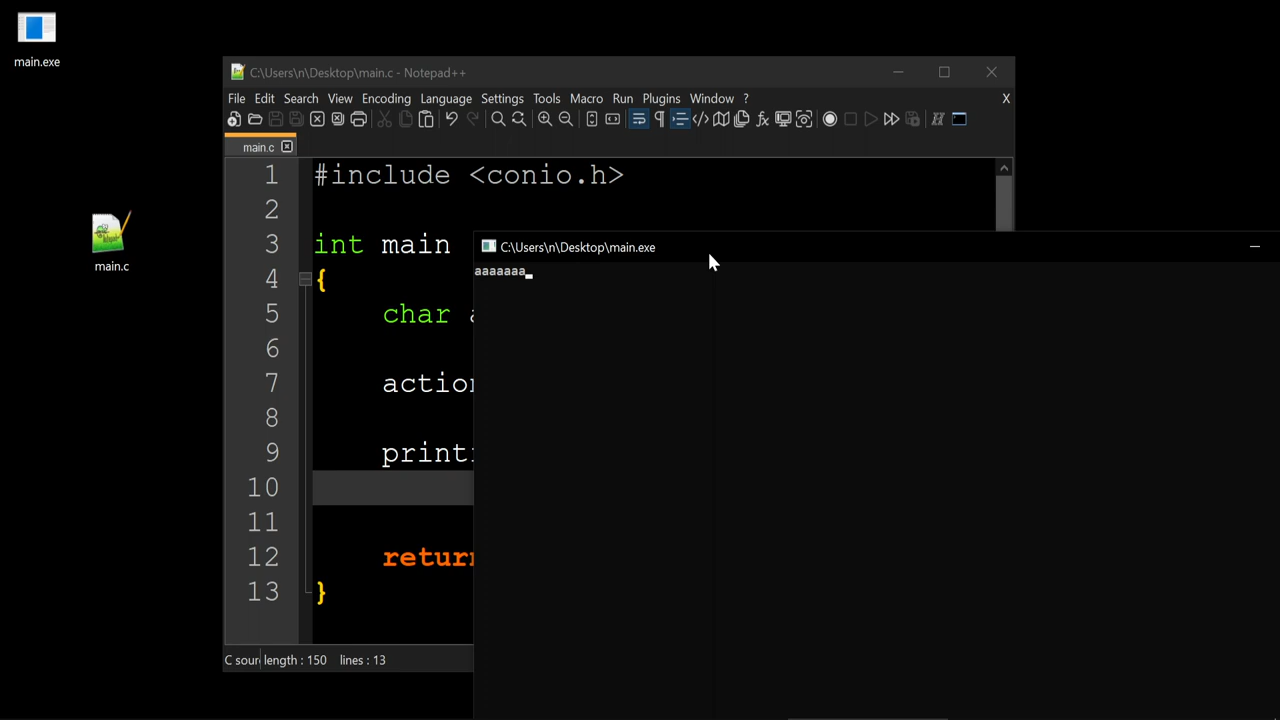 main.exe
main.c
C:\Users\n\Desktop\main.c - Notepad++
File Edit Search View Encoding Language Settings Tools Macro Run Plugins Window ? X
main.c
1 #include <conio.h>
2
3 int main
4 {
5 char
6
7 action
8
9 print
10
11
12 return
13 }
C:\Users\n\Desktop\main.exe
aaaaaaa
C sour length : 150 lines : 13